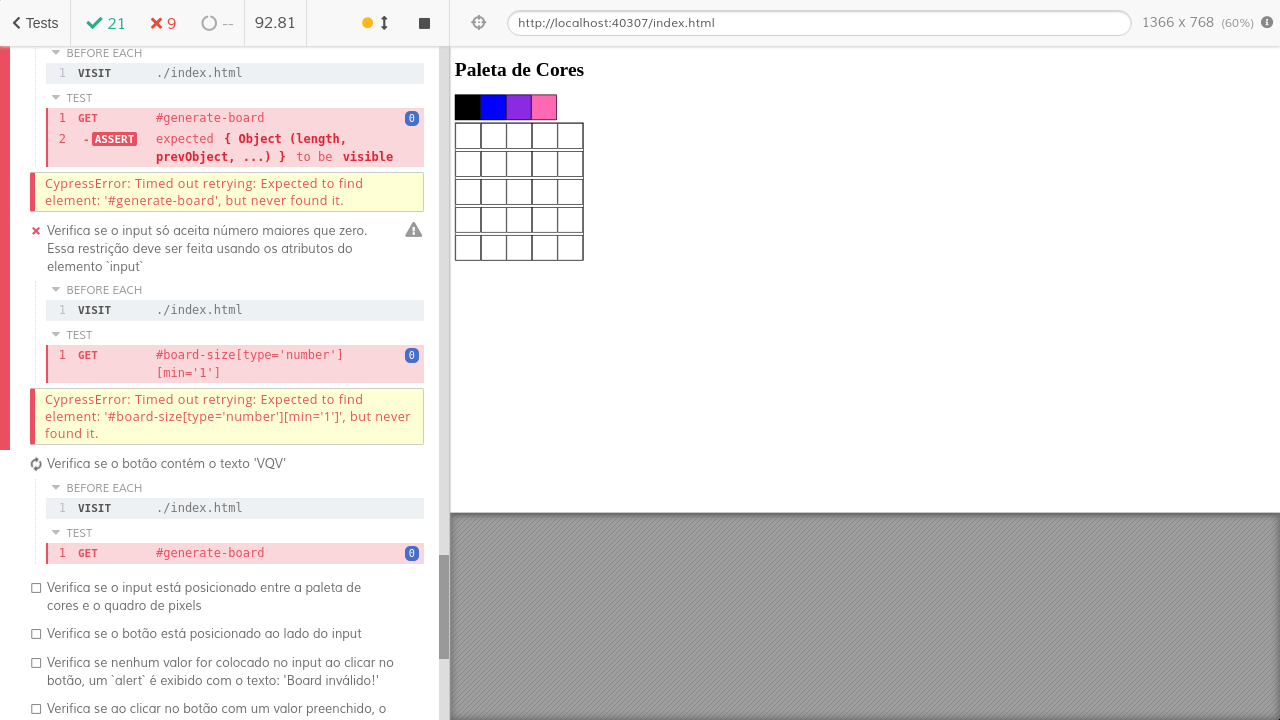 Tests
21
9
--
92.81
http://localhost:40307/index.html
1366 x 768 (60%)
BEFORE EACH
1 VISIT ./index.html
TEST
1 GET #generate-board 0
2 - ASSERT expected { Object (length,
prevObject, ...) } to be visible
CypressError: Timed out retrying: Expected to find
element: '#generate-board', but never found it.
Verifica se o input só aceita número maiores que zero.
Essa restrição deve ser feita usando os atributos do
elemento `input`
BEFORE EACH
1 VISIT ./index.html
TEST
1 GET #board-size[type='number'] 0
[min='1']
CypressError: Timed out retrying: Expected to find
element: '#board-size[type='number'][min='1']', but never
found it.
Verifica se o botão contém o texto 'VQV'
BEFORE EACH
1 VISIT ./index.html
TEST
1 GET #generate-board 0
Verifica se o input está posicionado entre a paleta de
cores e o quadro de pixels
Verifica se o botão está posicionado ao lado do input
Verifica se nenhum valor for colocado no input ao clicar no
botão, um `alert` é exibido com o texto: 'Board inválido!'
Verifica se ao clicar no botão com um valor preenchido, o
Paleta de Cores